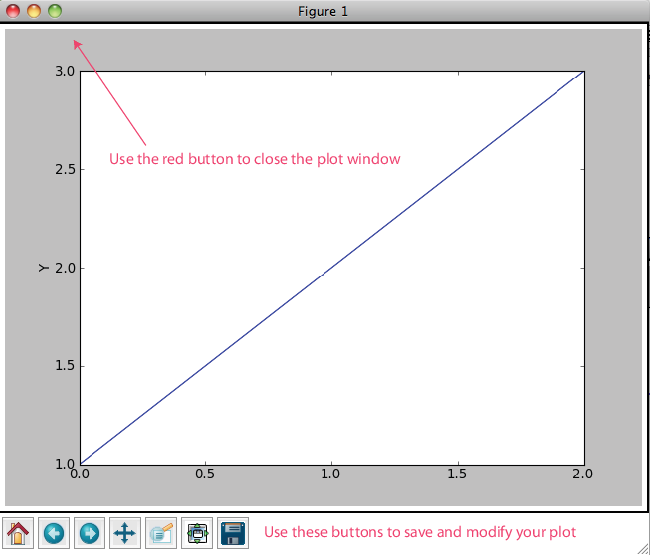 Figure 1
3.0
Use the red button to close the plot window
2.5
Y
2.0
1.5
1.0
0.0 0.5 1.0 1.5 2.0
Use these buttons to save and modify your plot